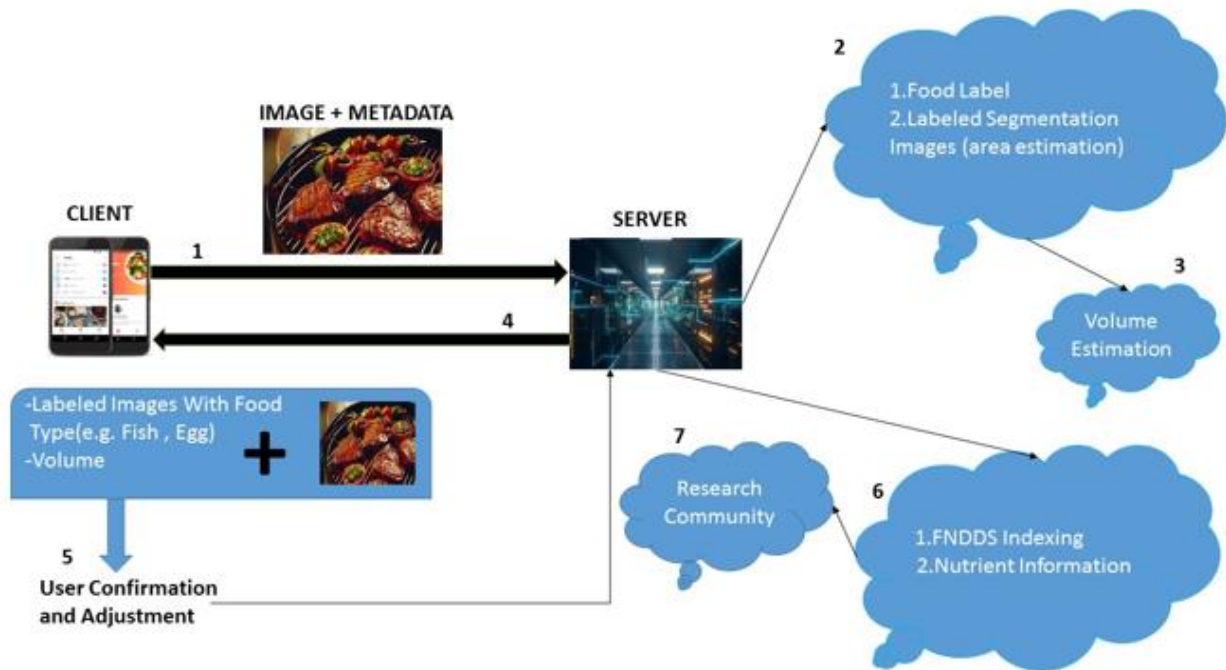 2
1.Food Label
2.Labeled Segmentation
Images (area estimation)
IMAGE + METADATA
CLIENT
SERVER
1
3
4
Volume
Estimation
-Labeled Images With Food
Type(e.g. Fish , Egg)
-Volume
+
7
Research
Community
6
1.FNDDS Indexing
2.Nutrient Information
5
User Confirmation
and Adjustment